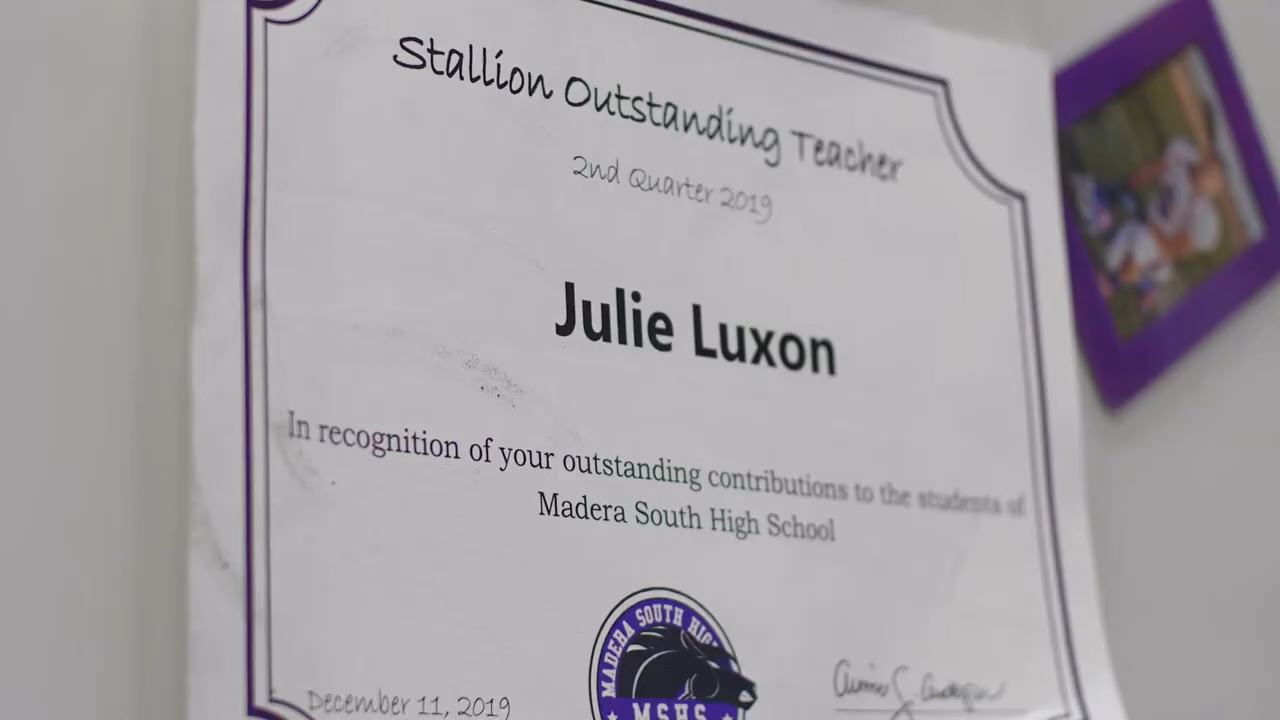 Stallion Outstanding Teacher
2nd Quarter 2019
Julie Luxon
In recognition of your outstanding contributions to the students of
Madera South High School
MADERA SOUTH HIG
MSHS
December 11, 2019